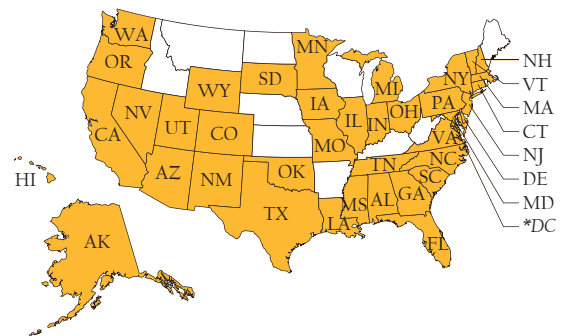 WA
MN
OR
NH
SD
NY
VT
WY
MI
MA
IA
PA
NV
OH
IL
IN
CT
UT
CO
VA
CA
MO
NJ
NC
TN
AZ
OK
SC
DE
HI
NM
MS
AL
GA
MD
TX
LA
*DC
AK
FL